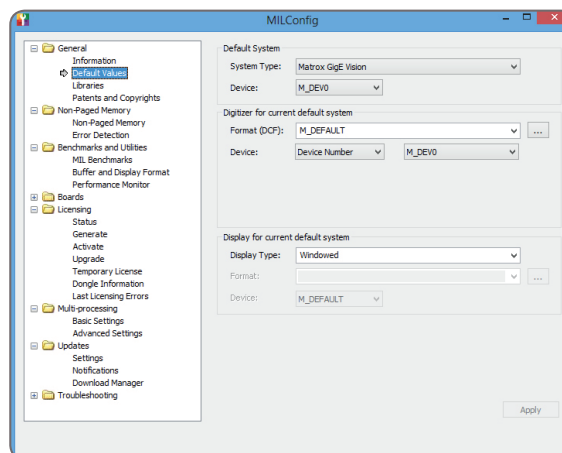 MILConfig
General
Information
Default Values
Libraries
Patents and Copyrights
Non-Paged Memory
Non-Paged Memory
Error Detection
Benchmarks and Utilities
MIL Benchmarks
Buffer and Display Format
Performance Monitor
Boards
Licensing
Status
Generate
Activate
Upgrade
Temporary License
Dongle Information
Last Licensing Errors
Multi-processing
Basic Settings
Advanced Settings
Updates
Settings
Notifications
Download Manager
Troubleshooting
Default System
System Type: Matrox GigE Vision
Device: M_DEV0
Digitizer for current default system
Format (DCF): M_DEFAULT ...
Device: Device Number M_DEV0
Display for current default system
Display Type: Windowed
Format: ...
Device: M_DEFAULT
Apply